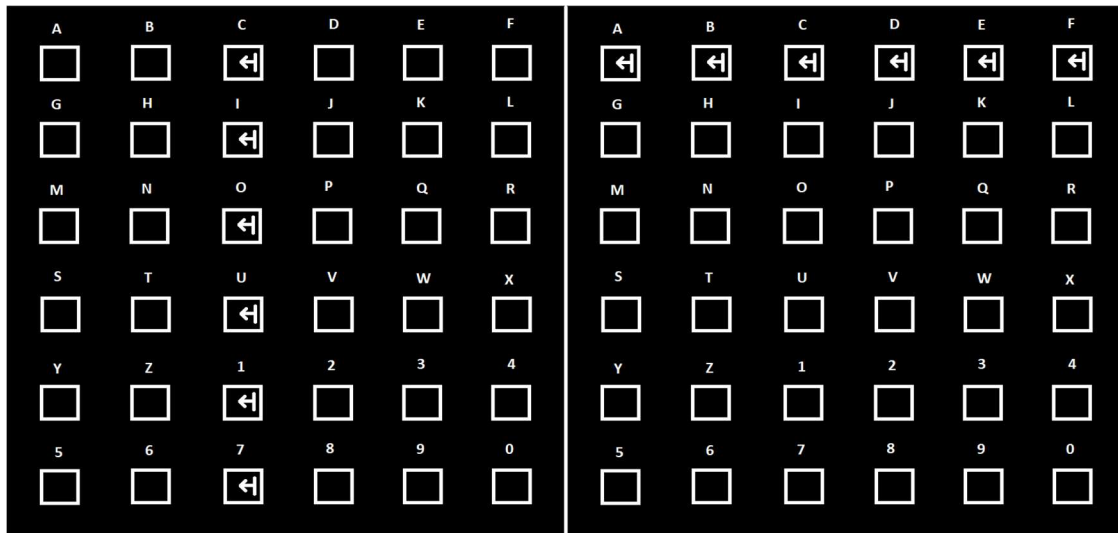 A B C D E F A B C D E F
G H I J K L G H I J K L
M N O P Q R M N O P Q R
S T U V W X S T U V W X
Y Z 1 2 3 4 Y Z 1 2 3 4
5 6 7 8 9 0 5 6 7 8 9 0